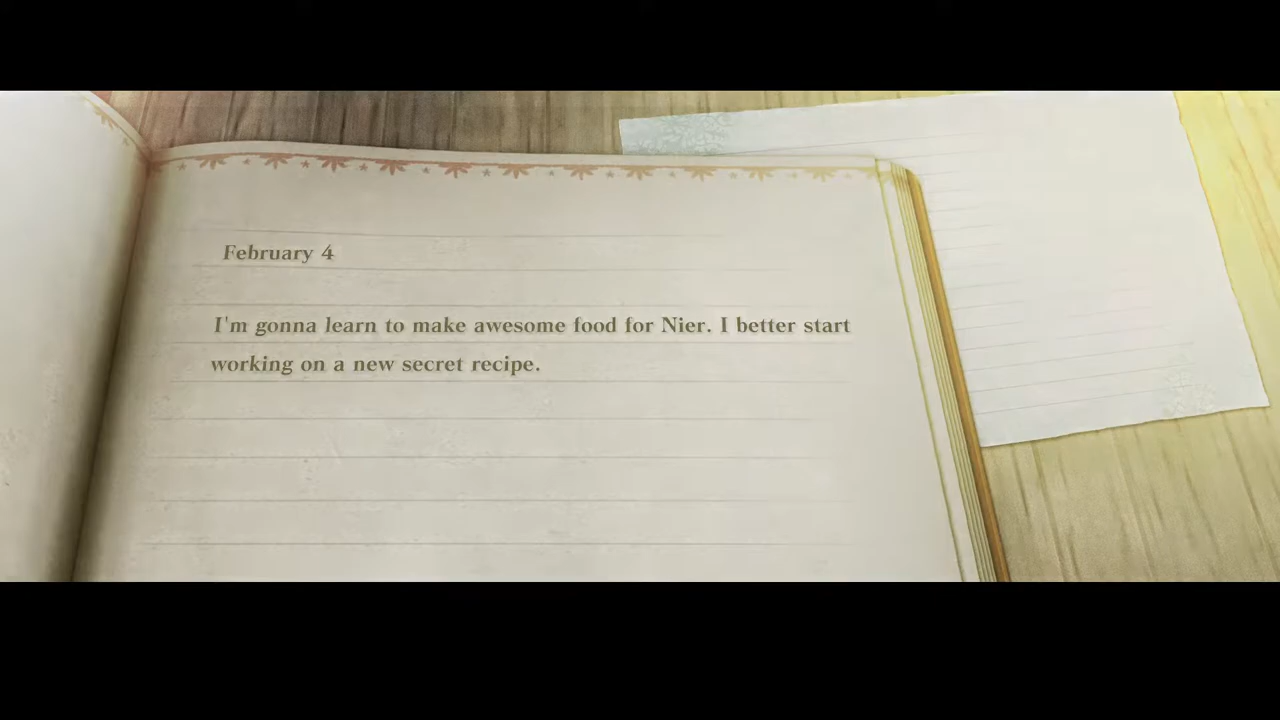 February 4
I'm gonna learn to make awesome food for Nier. I better start
working on a new secret recipe.